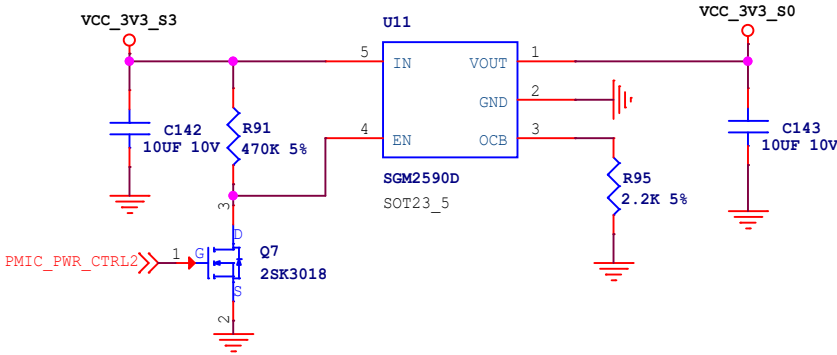 VCC_3V3_S3
U11
VCC_3V3_S0
5
IN
VOUT
1
GND
2
C142
10UF 10V
R91
470K 5%
4
EN
OCB
3
C143
10UF 10V
SGM2590D
SOT23_5
R95
2.2K 5%
3
D
PMIC_PWR_CTRL2
1
G
Q7
2SK3018
S
2